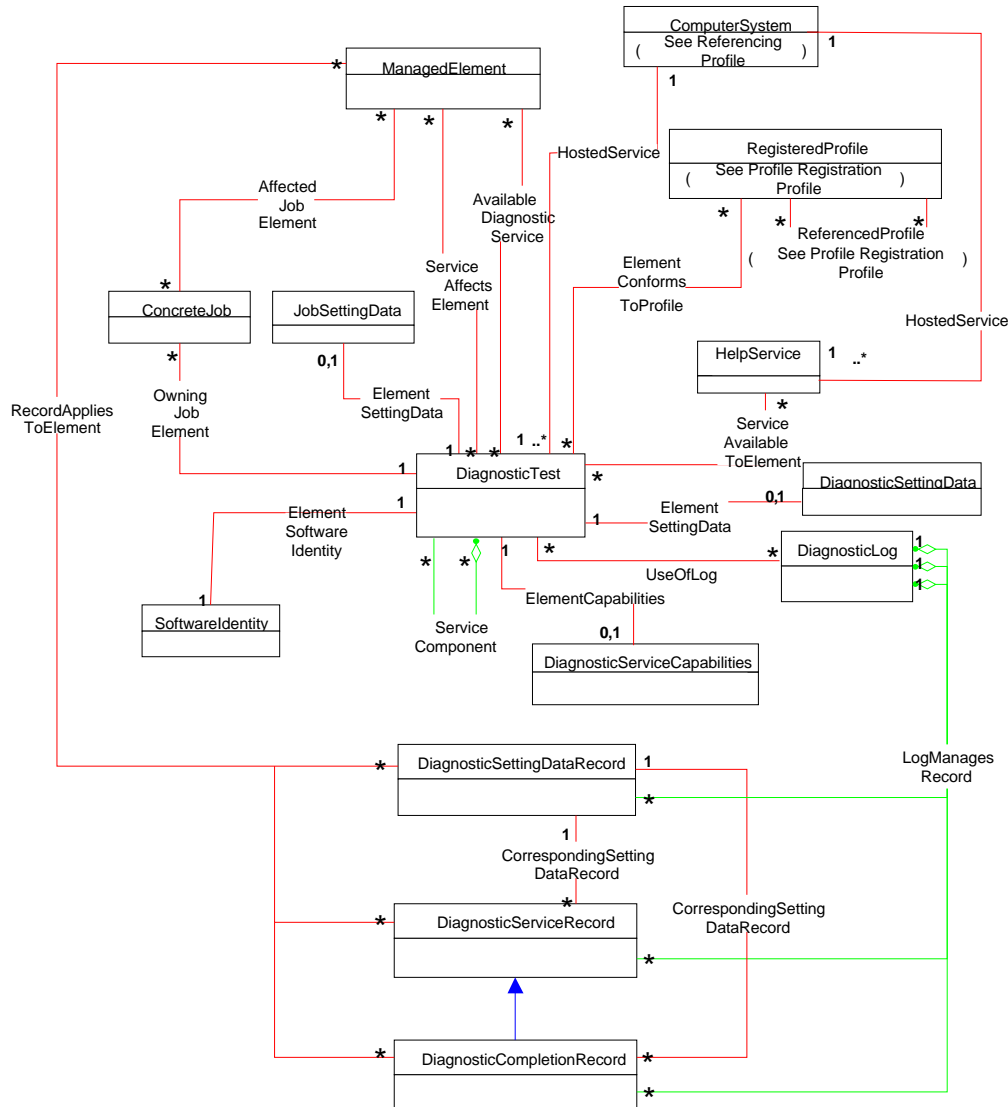 ComputerSystem
( See Referencing )
Profile
1
1
1
ManagedElement
*
*
*
*
HostedService
RegisteredProfile
( See Profile Registration )
Profile
*
*
*
ReferencedProfile
( See Profile Registration )
Profile
Affected
Job
Element
Available
Diagnostic
Service
Service
Affects
Element
Element
Conforms
ToProfile
*
ConcreteJob
*
JobSettingData
0,1
HostedService
HelpService
1 ..*
*
RecordApplies
ToElement
Owning
Job
Element
Element
SettingData
Service
Available
ToElement
1
*
*
1 ..*
*
DiagnosticTest
1
1
*
1
DiagnosticSettingData
0,1
Element
SettingData
Element
Software
Identity
*
*
1
*
*
UseOfLog
DiagnosticLog
1
1
1
ElementCapabilities
1
SoftwareIdentity
Service
Component
0,1
DiagnosticServiceCapabilities
LogManages
Record
*
DiagnosticSettingDataRecord
1
*
1
CorrespondingSetting
DataRecord
*
CorrespondingSetting
DataRecord
*
DiagnosticServiceRecord
*
*
DiagnosticCompletionRecord
*
*